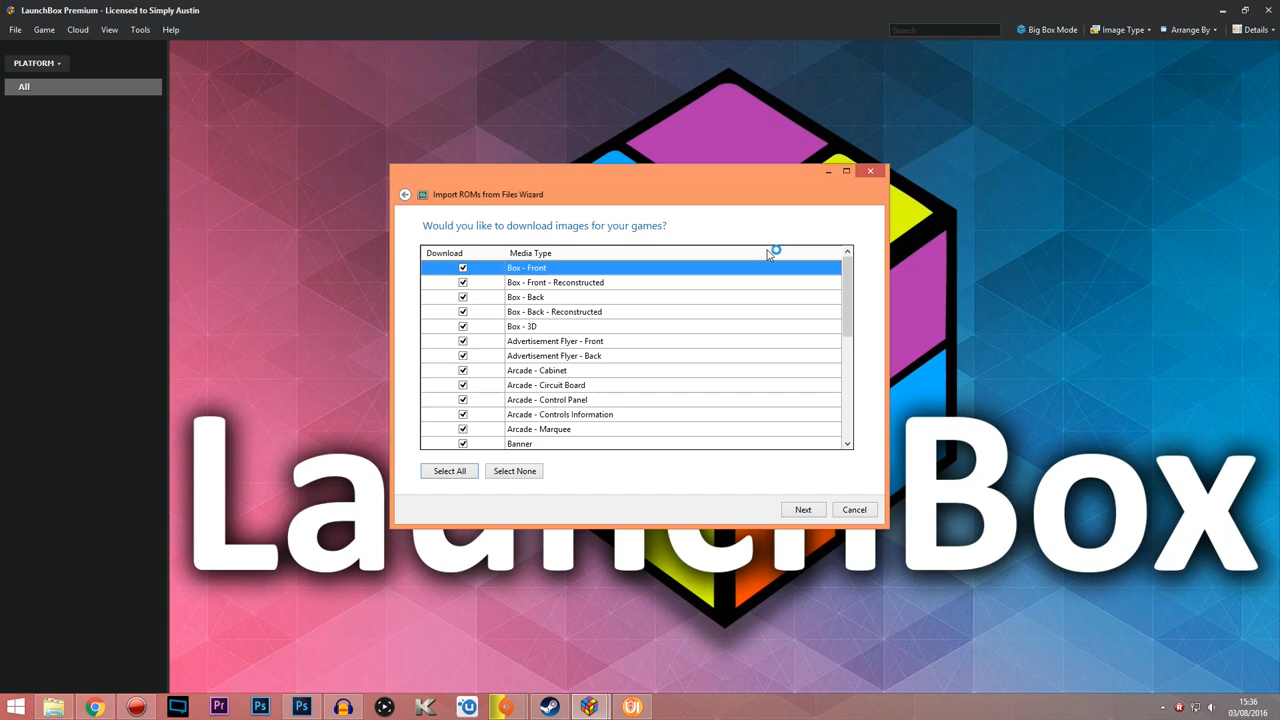 LaunchBox Premium - Licensed to Simply Austin
File Game Cloud View Tools Help
Search Big Box Mode Image Type Arrange By Details
PLATFORM
All
Import ROMs from Files Wizard
Would you like to download images for your games?
Download Media Type
Box - Front
Box - Front - Reconstructed
Box - Back
Box - Back - Reconstructed
Box - 3D
Advertisement Flyer - Front
Advertisement Flyer - Back
Arcade - Cabinet
Arcade - Circuit Board
Arcade - Control Panel
Arcade - Controls Information
Arcade - Marquee
Banner
Select All Select None
Next Cancel
LaunchBox
Pr Ps Ps K
15:36
03/08/2016